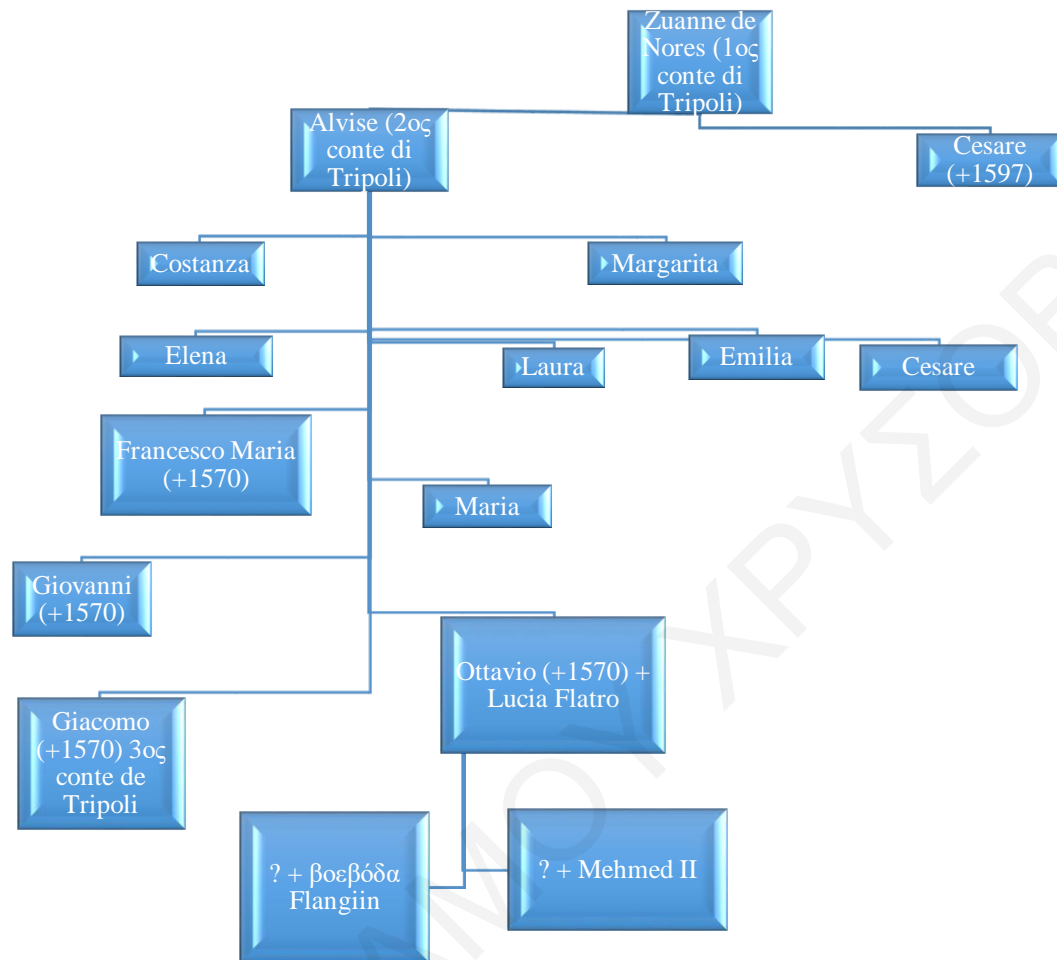 Zuanne de
Nores (1ος
conte di
Tripoli)
Alvise (2ος
conte di
Tripoli)
Cesare
(+1597)
Costanza
Margarita
Elena
Laura
Emilia
Cesare
Francesco Maria
(+1570)
Maria
Giovanni
(+1570)
Ottavio (+1570) +
Lucia Flatro
Giacomo
(+1570) 3ος
conte de
Tripoli
? + βοεβόδα
Flangiin
? + Mehmed II
ΑΜΟΥ ΧΡΥΣΟΒ